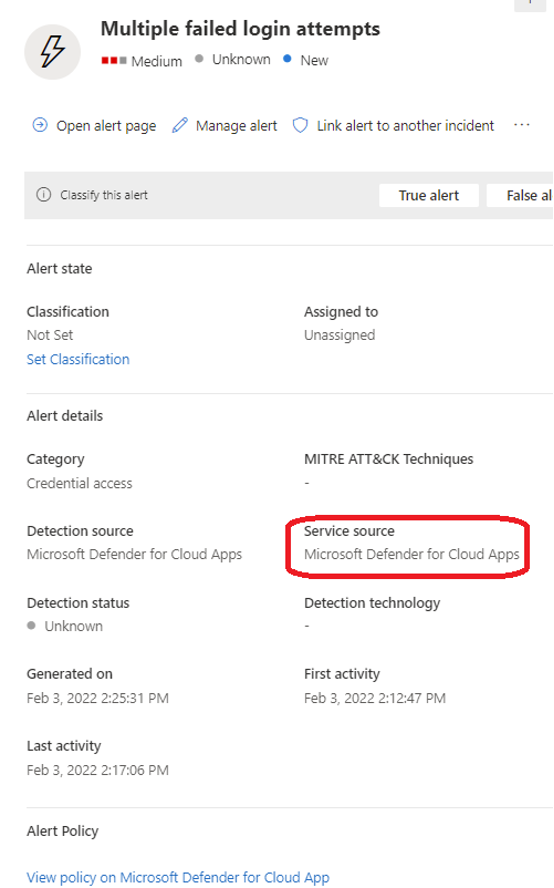 Multiple failed login attempts
Medium Unknown New
Open alert page Manage alert Link alert to another incident ...
Classify this alert True alert False al
Alert state
Classification Assigned to
Not Set Unassigned
Set Classification
Alert details
Category MITRE ATT&CK Techniques
Credential access -
Detection source Service source
Microsoft Defender for Cloud Apps Microsoft Defender for Cloud Apps
Detection status Detection technology
Unknown -
Generated on First activity
Feb 3, 2022 2:25:31 PM Feb 3, 2022 2:12:47 PM
Last activity
Feb 3, 2022 2:17:06 PM
Alert Policy
View policy on Microsoft Defender for Cloud App